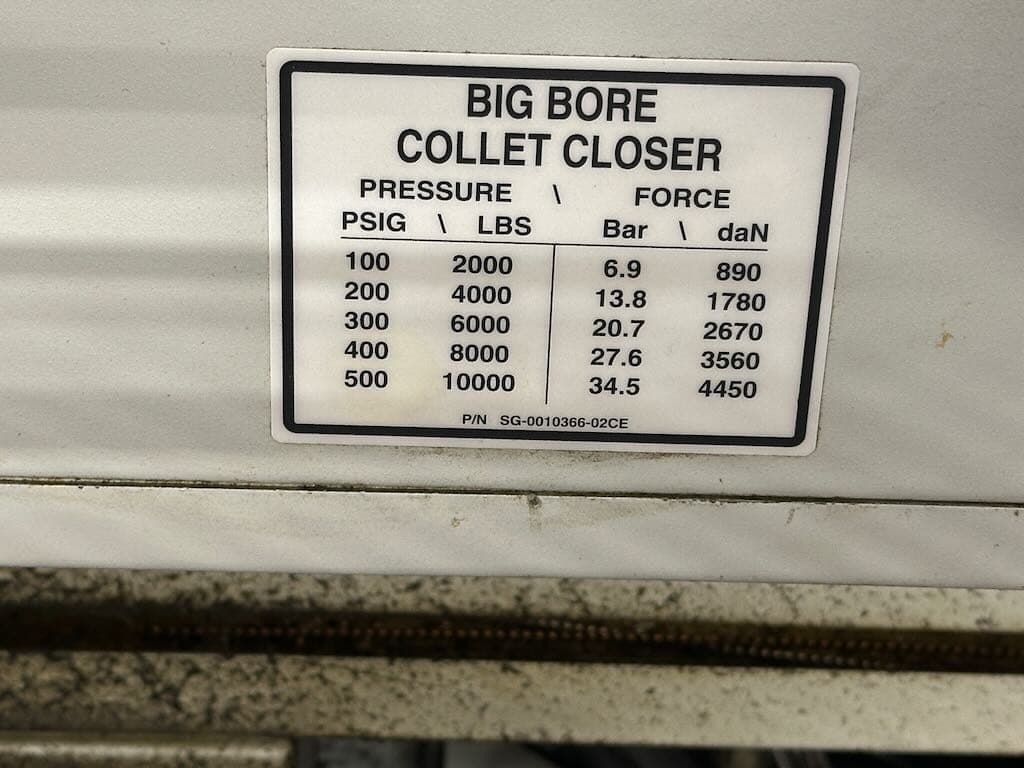 BIG BORE
COLLET CLOSER
PRESSURE \ FORCE
PSIG \ LBS Bar \ daN
100 2000 6.9 890
200 4000 13.8 1780
300 6000 20.7 2670
400 8000 27.6 3560
500 10000 34.5 4450
P/N SG-0010366-02CE